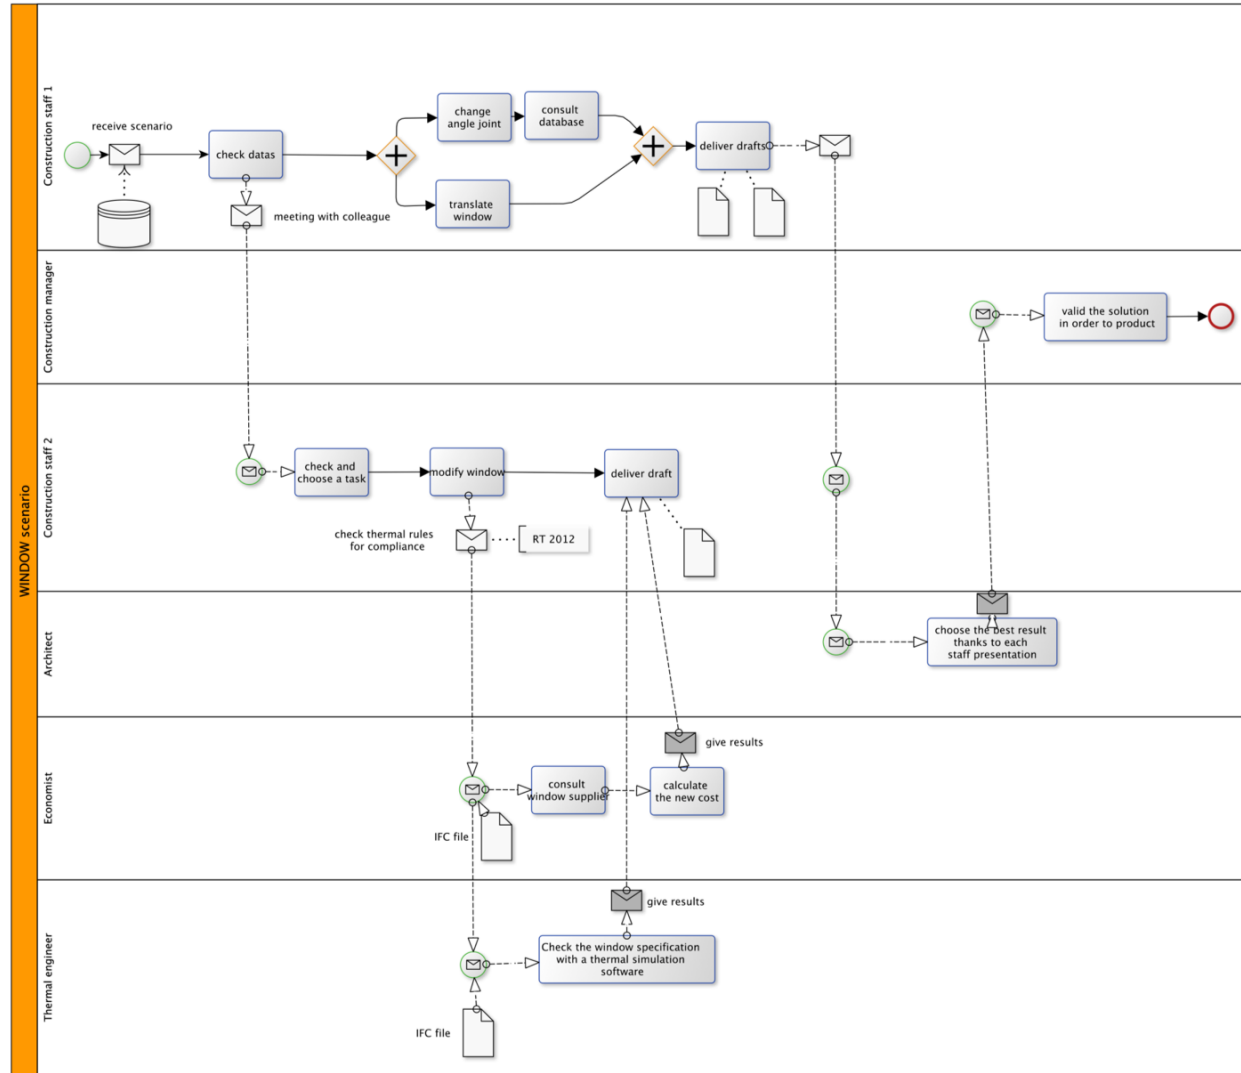 WINDOW scenario
Construction staff 1
receive scenario
check datas
meeting with colleague
change
angle joint
consult
database
translate
window
deliver drafts
Construction manager
valid the solution
in order to product
Construction staff 2
check and
choose a task
modify window
deliver draft
check thermal rules
for compliance
RT 2012
Architect
choose the best result
thanks to each
staff presentation
Economist
give results
consult
window supplier
calculate
the new cost
IFC file
Thermal engineer
give results
Check the window specification
with a thermal simulation
software
IFC file